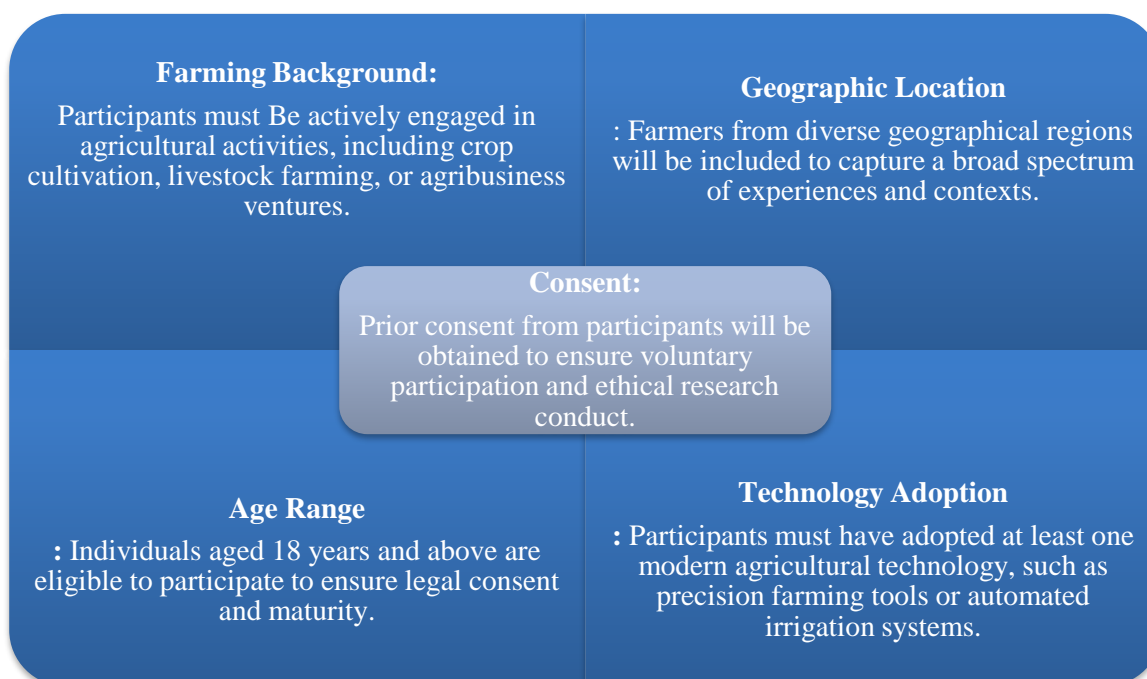 Farming Background:
Participants must Be actively engaged in
agricultural activities, including crop
cultivation, livestock farming, or agribusiness
ventures.
Geographic Location
: Farmers from diverse geographical regions
will be included to capture a broad spectrum
of experiences and contexts.
Consent:
Prior consent from participants will be
obtained to ensure voluntary
participation and ethical research
conduct.
Age Range
: Individuals aged 18 years and above are
eligible to participate to ensure legal consent
and maturity.
Technology Adoption
: Participants must have adopted at least one
modern agricultural technology, such as
precision farming tools or automated
irrigation systems.